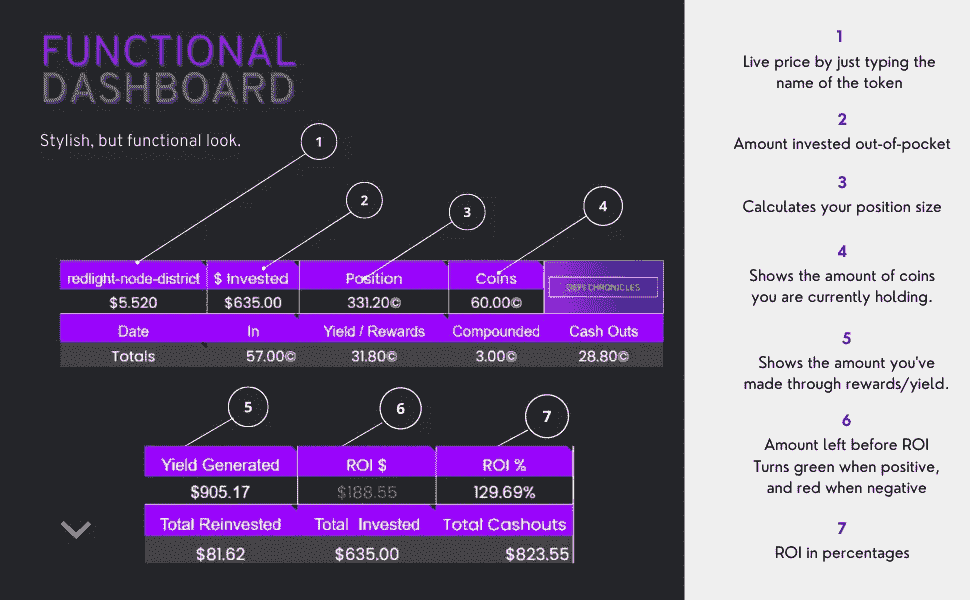 FUNCTIONAL
DASHBOARD
Stylish, but functional look.
1
2
3
4
redlight-node-district $ Invested Position Coins
DEFI CHRONICLES
$5.520 $635.00 331.20© 60.00©
Date In Yield / Rewards Compounded Cash Outs
Totals 57.00© 31.80© 3.00© 28.80©
5
6
7
Yield Generated ROI $ ROI %
$905.17 $188.55 129.69%
Total Reinvested Total Invested Total Cashouts
$81.62 $635.00 $823.55
1
Live price by just typing the
name of the token
2
Amount invested out-of-pocket
3
Calculates your position size
4
Shows the amount of coins
you are currently holding.
5
Shows the amount you've
made through rewards/yield.
6
Amount left before ROI
Turns green when positive,
and red when negative
7
ROI in percentages